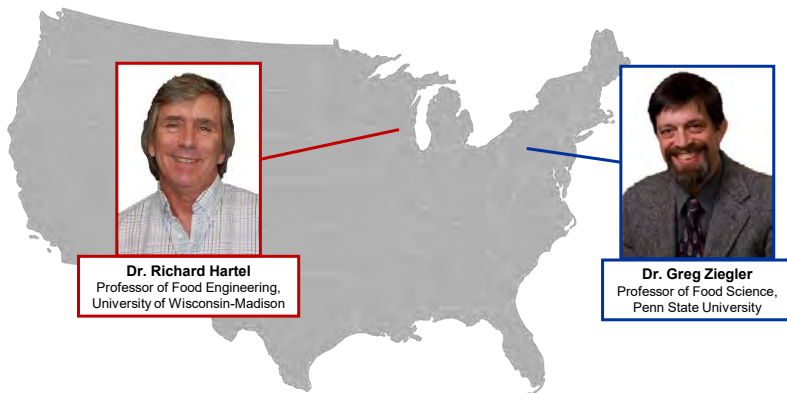 Dr. Richard Hartel
Professor of Food Engineering,
University of Wisconsin-Madison
Dr. Greg Ziegler
Professor of Food Science,
Penn State University